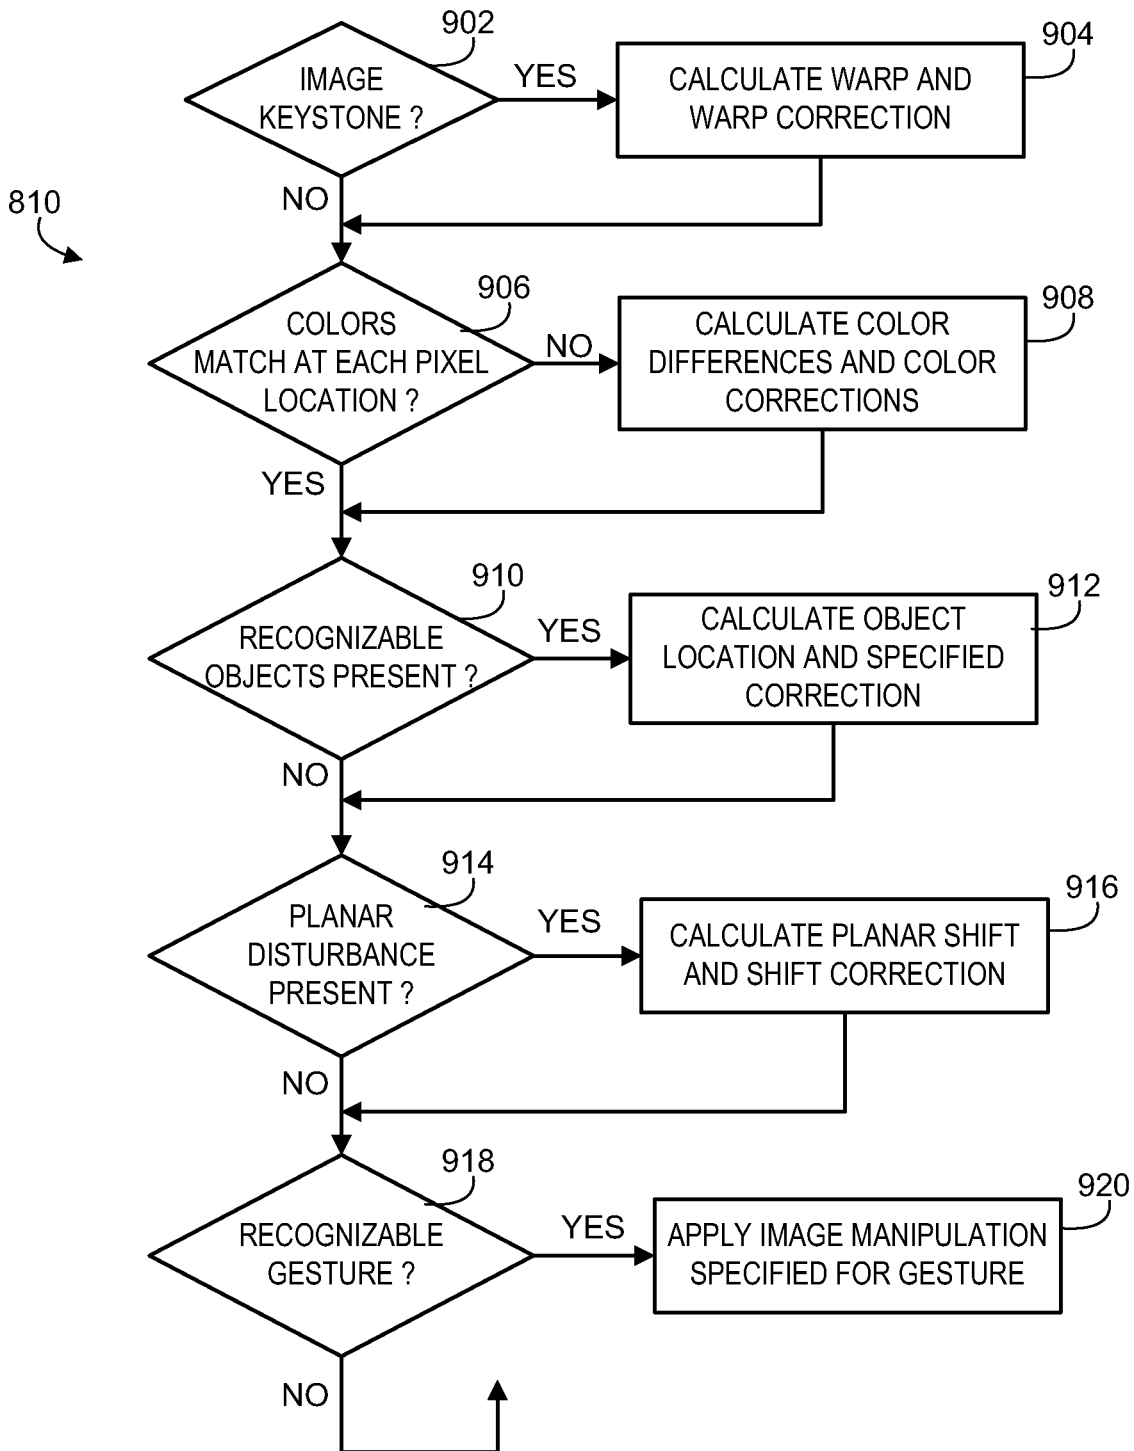 902
IMAGE
KEYSTONE ?
YES
904
CALCULATE WARP AND
WARP CORRECTION
NO
810
906
COLORS
MATCH AT EACH PIXEL
LOCATION ?
NO
908
CALCULATE COLOR
DIFFERENCES AND COLOR
CORRECTIONS
YES
910
RECOGNIZABLE
OBJECTS PRESENT ?
YES
912
CALCULATE OBJECT
LOCATION AND SPECIFIED
CORRECTION
NO
914
PLANAR
DISTURBANCE
PRESENT ?
YES
916
CALCULATE PLANAR SHIFT
AND SHIFT CORRECTION
NO
918
RECOGNIZABLE
GESTURE ?
YES
920
APPLY IMAGE MANIPULATION
SPECIFIED FOR GESTURE
NO